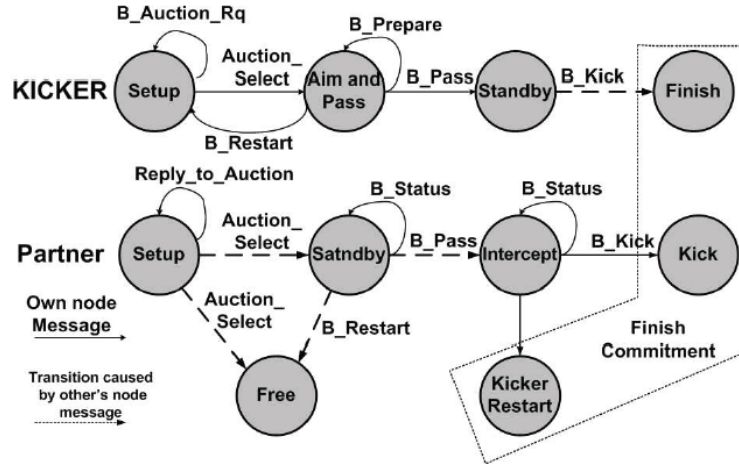 B_Auction_Rq
B_Prepare
Auction_
Select
B_Pass
B_Kick
KICKER
Setup
Aim and
Pass
Standby
Finish
B_Restart
Reply_to_Auction
B_Status
B_Status
Auction_
Select
B_Pass
B_Kick
Partner
Setup
Satndby
Intercept
Kick
Own node
Message
Auction_
Select
B_Restart
Finish
Commitment
Transition caused
by other's node
message
Free
Kicker
Restart